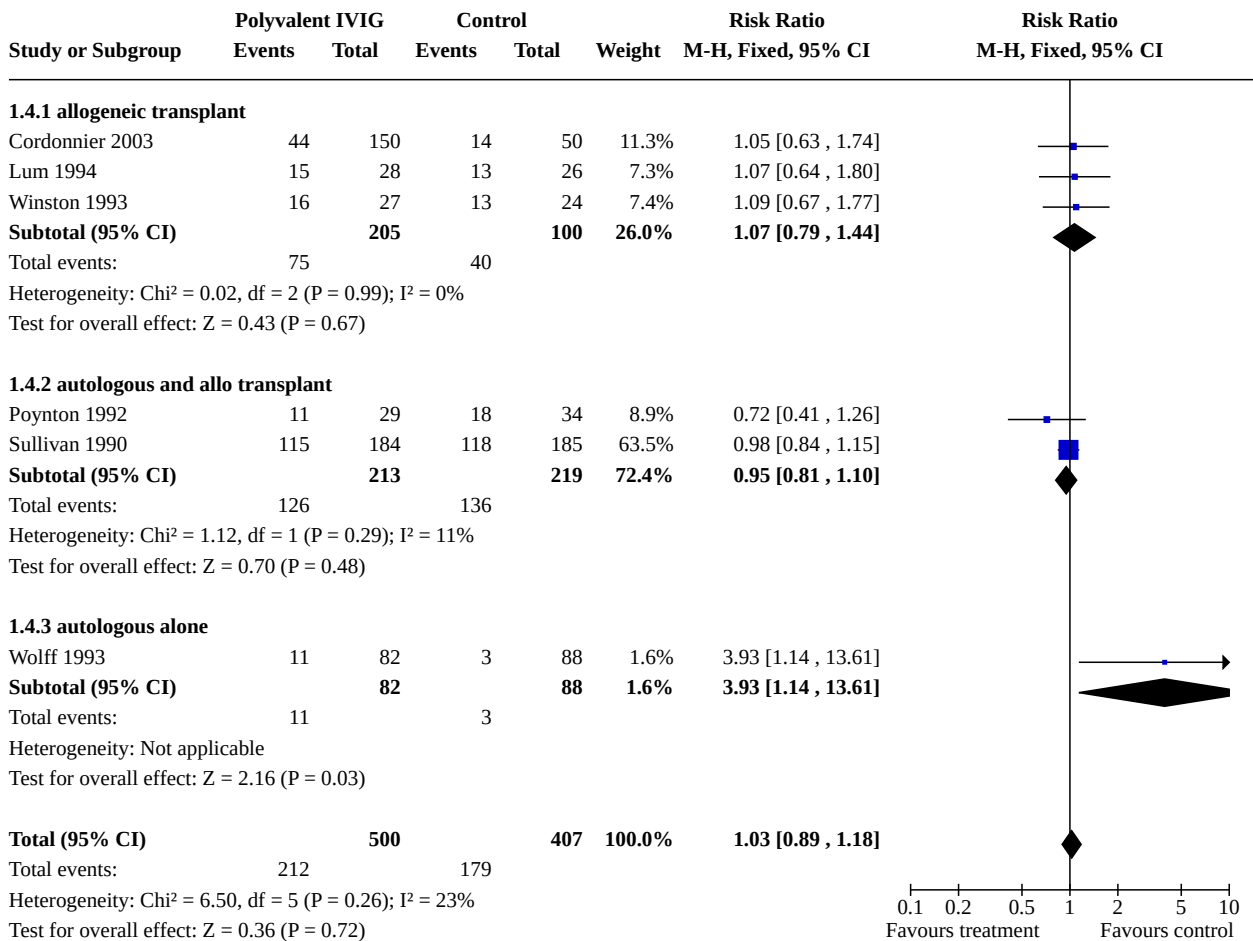 Polyvalent IVIG Control Risk Ratio Risk Ratio
Study or Subgroup Events Total Events Total Weight M-H, Fixed, 95% CI M-H, Fixed, 95% CI
1.4.1 allogeneic transplant
Cordonnier 2003 44 150 14 50 11.3% 1.05 [0.63 , 1.74]
Lum 1994 15 28 13 26 7.3% 1.07 [0.64 , 1.80]
Winston 1993 16 27 13 24 7.4% 1.09 [0.67 , 1.77]
Subtotal (95% CI) 205 100 26.0% 1.07 [0.79 , 1.44]
Total events: 75 40
Heterogeneity: Chi² = 0.02, df = 2 (P = 0.99); I² = 0%
Test for overall effect: Z = 0.43 (P = 0.67)
1.4.2 autologous and allo transplant
Poynton 1992 11 29 18 34 8.9% 0.72 [0.41 , 1.26]
Sullivan 1990 115 184 118 185 63.5% 0.98 [0.84 , 1.15]
Subtotal (95% CI) 213 219 72.4% 0.95 [0.81 , 1.10]
Total events: 126 136
Heterogeneity: Chi² = 1.12, df = 1 (P = 0.29); I² = 11%
Test for overall effect: Z = 0.70 (P = 0.48)
1.4.3 autologous alone
Wolff 1993 11 82 3 88 1.6% 3.93 [1.14 , 13.61]
Subtotal (95% CI) 82 88 1.6% 3.93 [1.14 , 13.61]
Total events: 11 3
Heterogeneity: Not applicable
Test for overall effect: Z = 2.16 (P = 0.03)
Total (95% CI) 500 407 100.0% 1.03 [0.89 , 1.18]
Total events: 212 179
Heterogeneity: Chi² = 6.50, df = 5 (P = 0.26); I² = 23%
0.1 0.2 0.5 1 2 5 10
Test for overall effect: Z = 0.36 (P = 0.72) Favours treatment Favours control